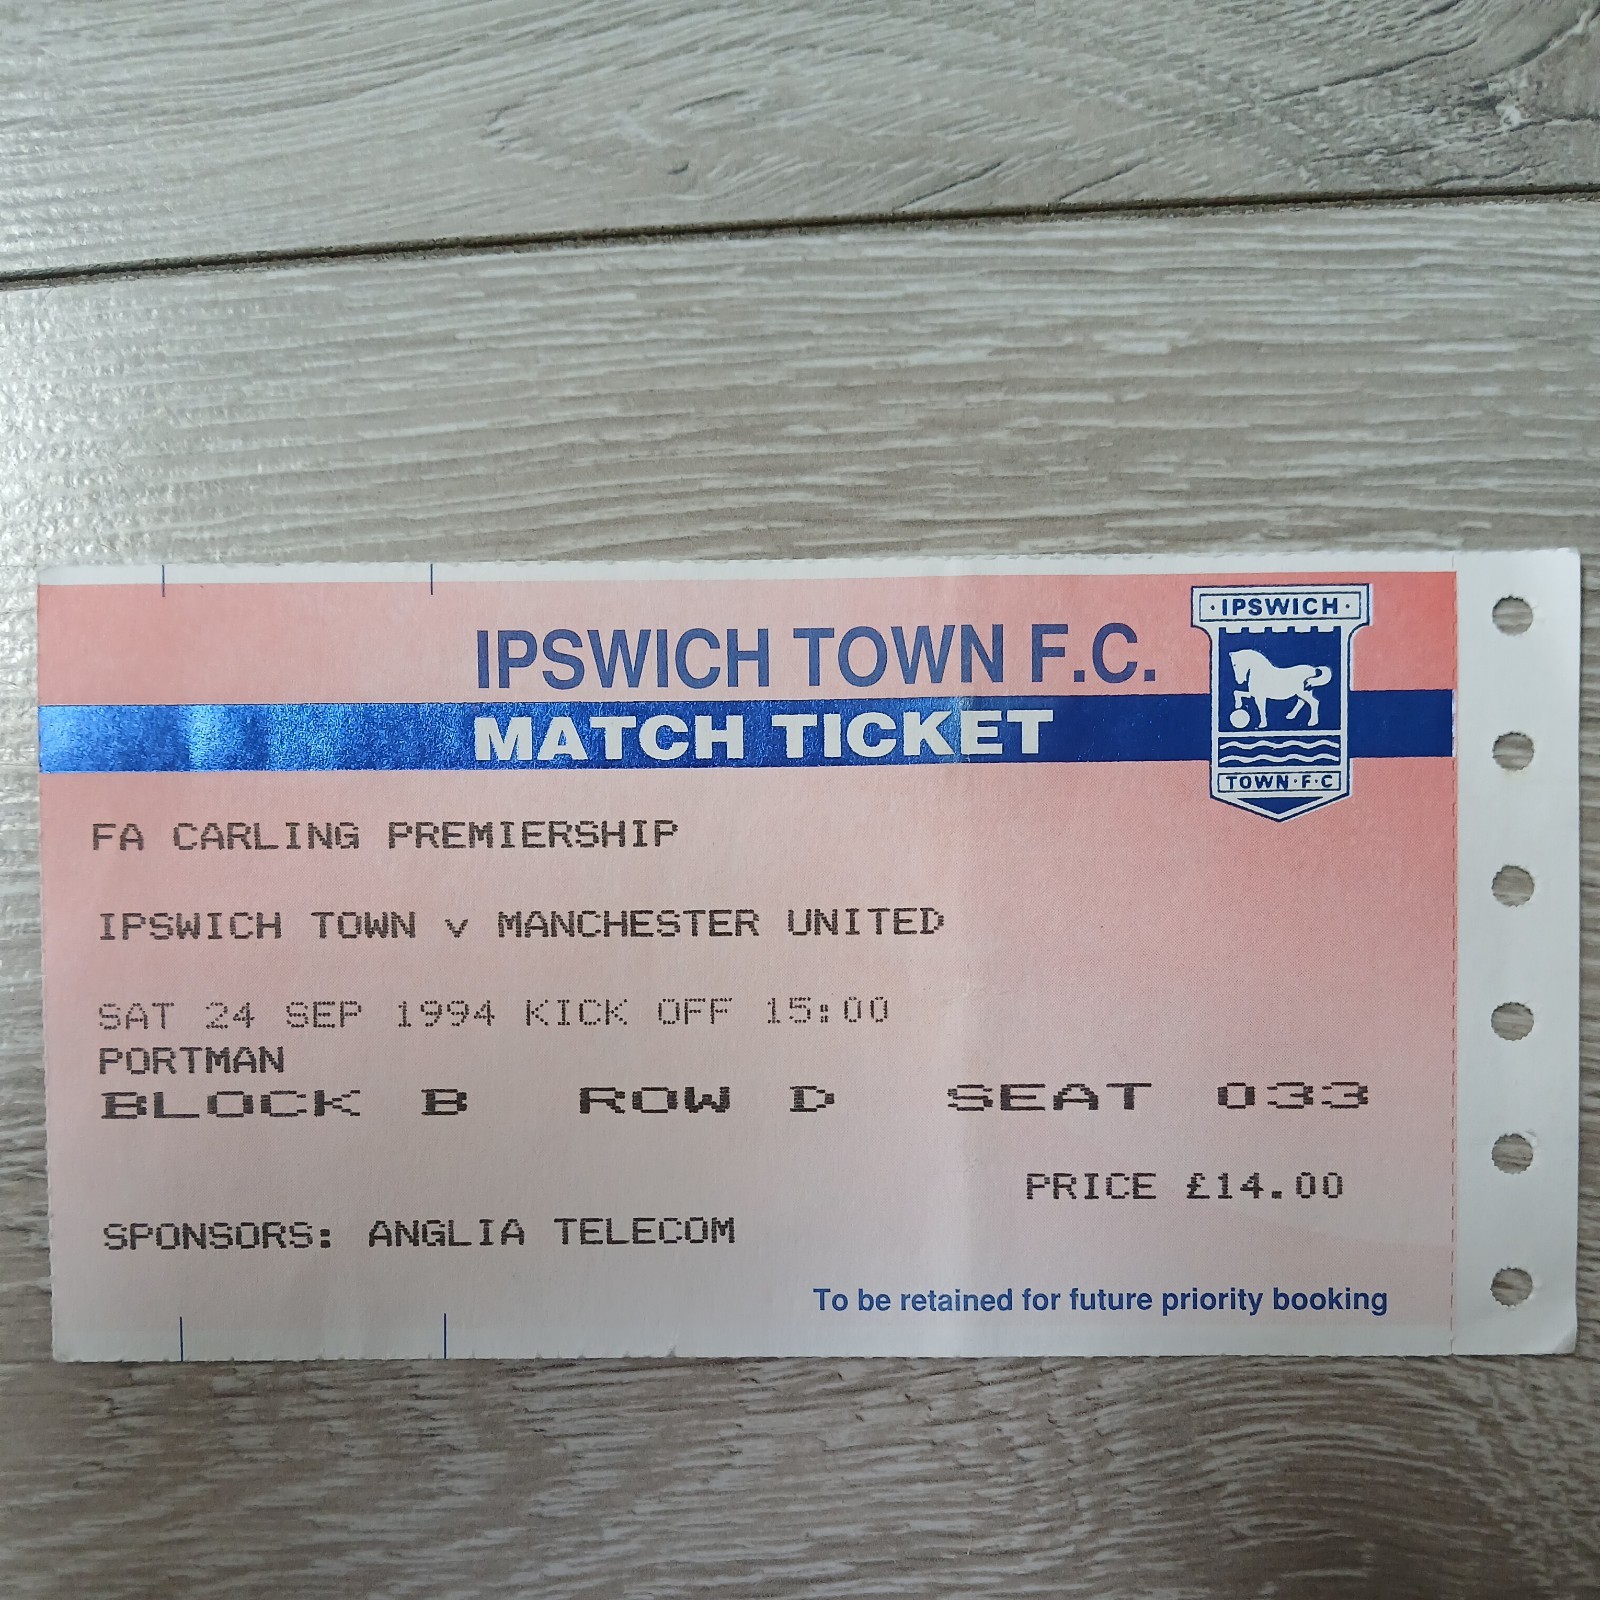 IPSWICH TOWN F.C.
MATCH TICKET
·IPSWICH·
TOWN·F·C
FA CARLING PREMIERSHIP
IPSWICH TOWN v MANCHESTER UNITED
SAT 24 SEP 1994 KICK OFF 15:00
PORTMAN
BLOCK B ROW D SEAT 033
PRICE £14.00
SPONSORS: ANGLIA TELECOM
To be retained for future priority booking